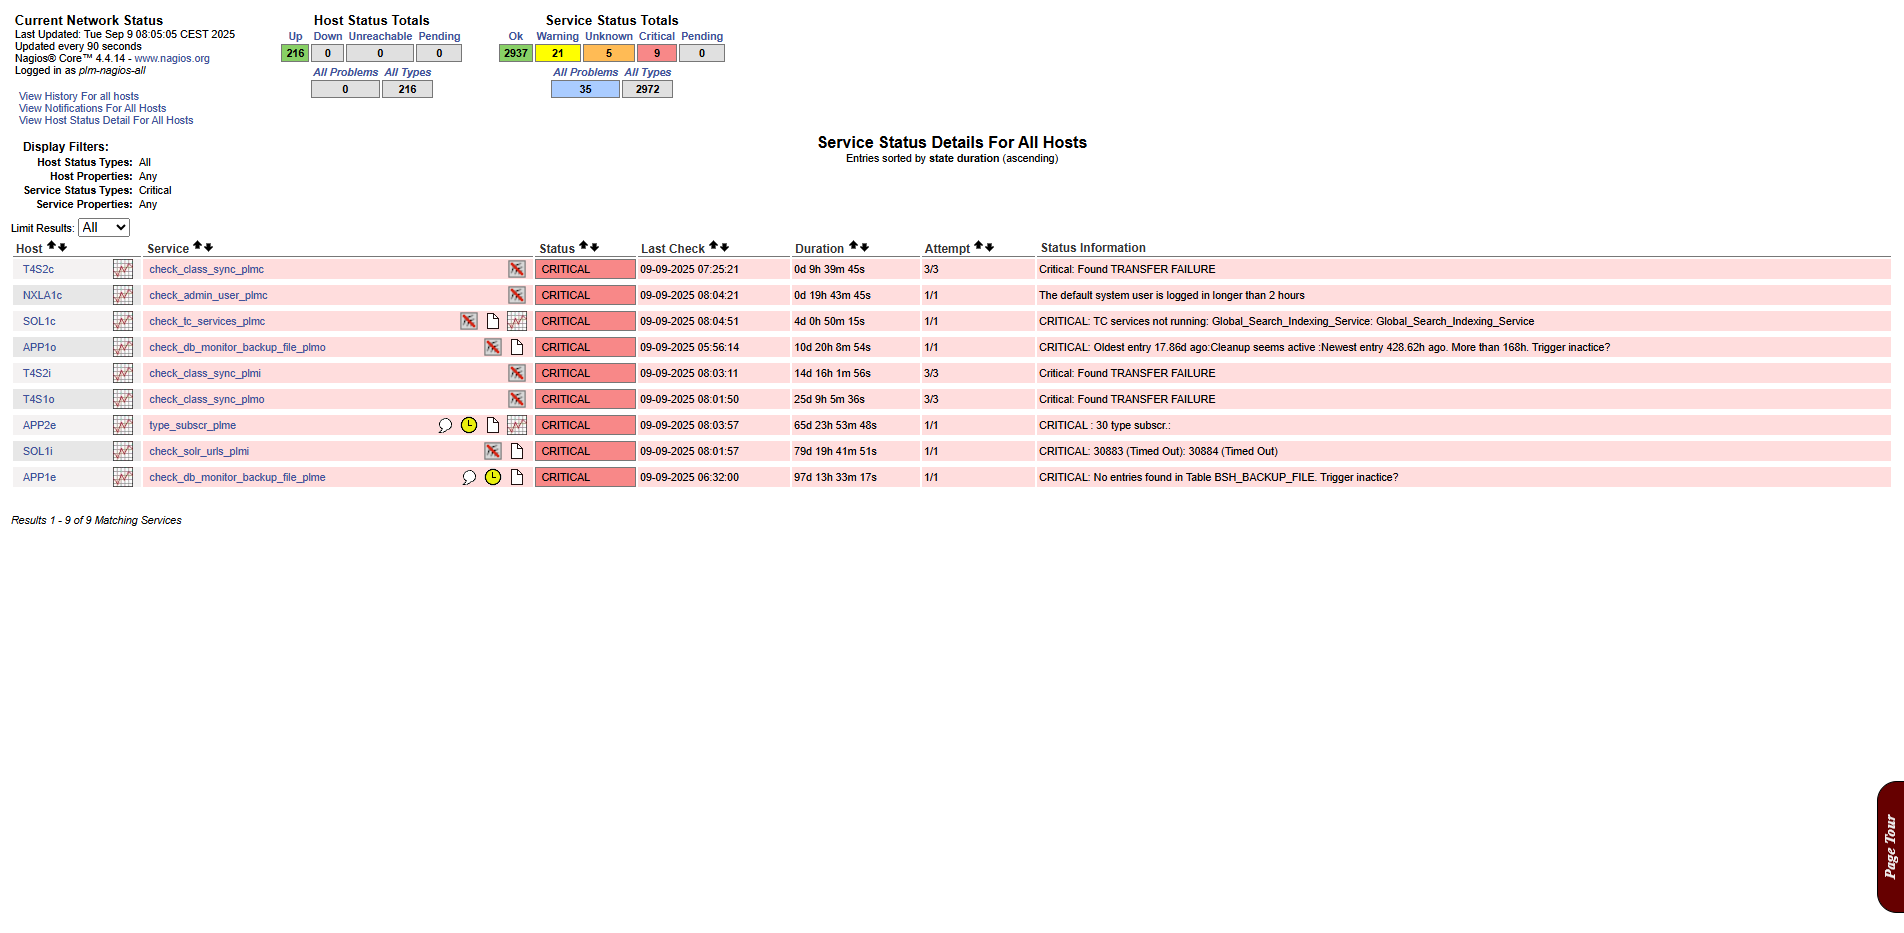 Current Network Status
Last Updated: Tue Sep 9 08:05:05 CEST 2025
Updated every 90 seconds
Nagios® Core™ 4.4.14 - www.nagios.org
Logged in as plm-nagios-all
View History For all hosts
View Notifications For All Hosts
View Host Status Detail For All Hosts
Host Status Totals
Up Down Unreachable Pending
216 0 0 0
All Problems All Types
0 216
Service Status Totals
Ok Warning Unknown Critical Pending
2937 21 5 9 0
All Problems All Types
35 2972
Display Filters:
Host Status Types: All
Host Properties: Any
Service Status Types: Critical
Service Properties: Any
Service Status Details For All Hosts
Entries sorted by state duration (ascending)
Limit Results: All
Host Service Status Last Check Duration Attempt Status Information
T4S2c check_class_sync_plmc CRITICAL 09-09-2025 07:25:21 0d 9h 39m 45s 3/3 Critical: Found TRANSFER FAILURE
NXLA1c check_admin_user_plmc CRITICAL 09-09-2025 08:04:21 0d 19h 43m 45s 1/1 The default system user is logged in longer than 2 hours
SOL1c check_tc_services_plmc CRITICAL 09-09-2025 08:04:51 4d 0h 50m 15s 1/1 CRITICAL: TC services not running: Global_Search_Indexing_Service: Global_Search_Indexing_Service
APP1o check_db_monitor_backup_file_plmo CRITICAL 09-09-2025 05:56:14 10d 20h 8m 54s 1/1 CRITICAL: Oldest entry 17.86d ago:Cleanup seems active :Newest entry 428.62h ago. More than 168h. Trigger inactice?
T4S2i check_class_sync_plmi CRITICAL 09-09-2025 08:03:11 14d 16h 1m 56s 3/3 Critical: Found TRANSFER FAILURE
T4S1o check_class_sync_plmo CRITICAL 09-09-2025 08:01:50 25d 9h 5m 36s 3/3 Critical: Found TRANSFER FAILURE
APP2e type_subscr_plme CRITICAL 09-09-2025 08:03:57 65d 23h 53m 48s 1/1 CRITICAL : 30 type subscr.:
SOL1i check_solr_urls_plmi CRITICAL 09-09-2025 08:01:57 79d 19h 41m 51s 1/1 CRITICAL: 30883 (Timed Out): 30884 (Timed Out)
APP1e check_db_monitor_backup_file_plme CRITICAL 09-09-2025 06:32:00 97d 13h 33m 17s 1/1 CRITICAL: No entries found in Table BSH_BACKUP_FILE. Trigger inactice?
Results 1 - 9 of 9 Matching Services
Page Tour